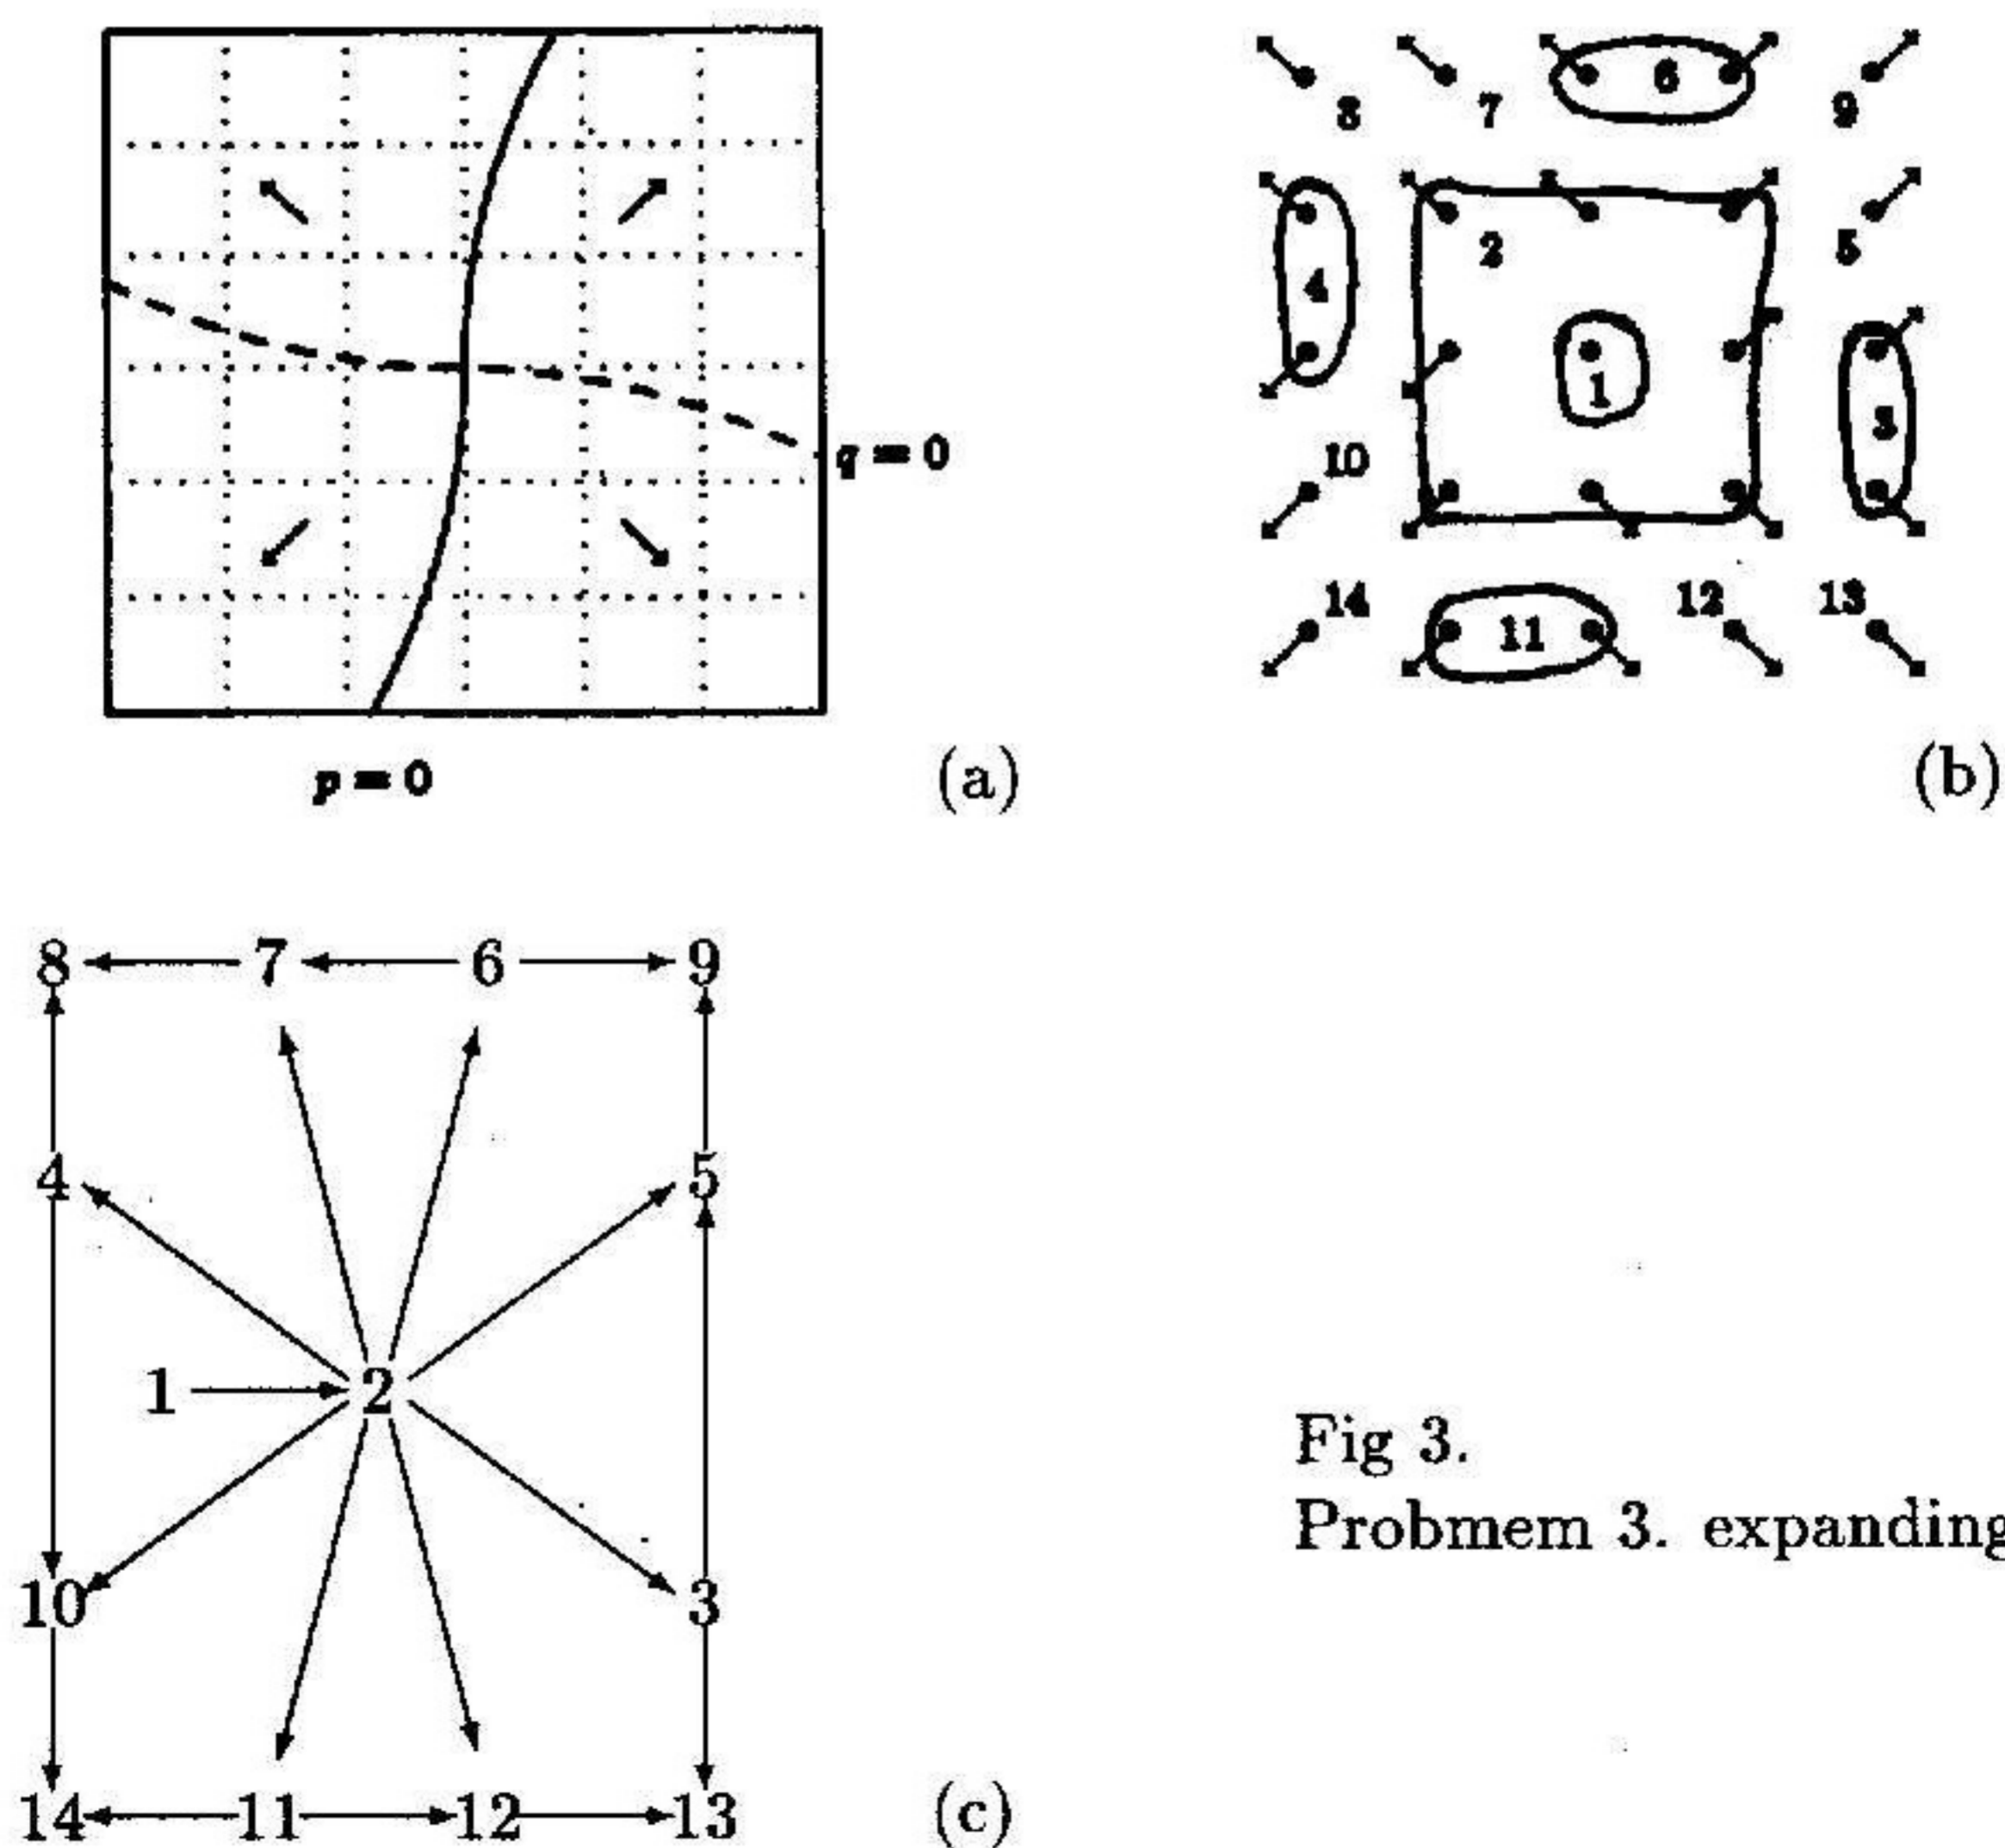 q = 0
p = 0
(a)
8 7 6 9
2 5
4
1 3
10
14 11 12 13
(b)
8 7 6 9
4 5
1 2
10 3
14 11 12 13
(c)
Fig 3.
Probmem 3. expanding